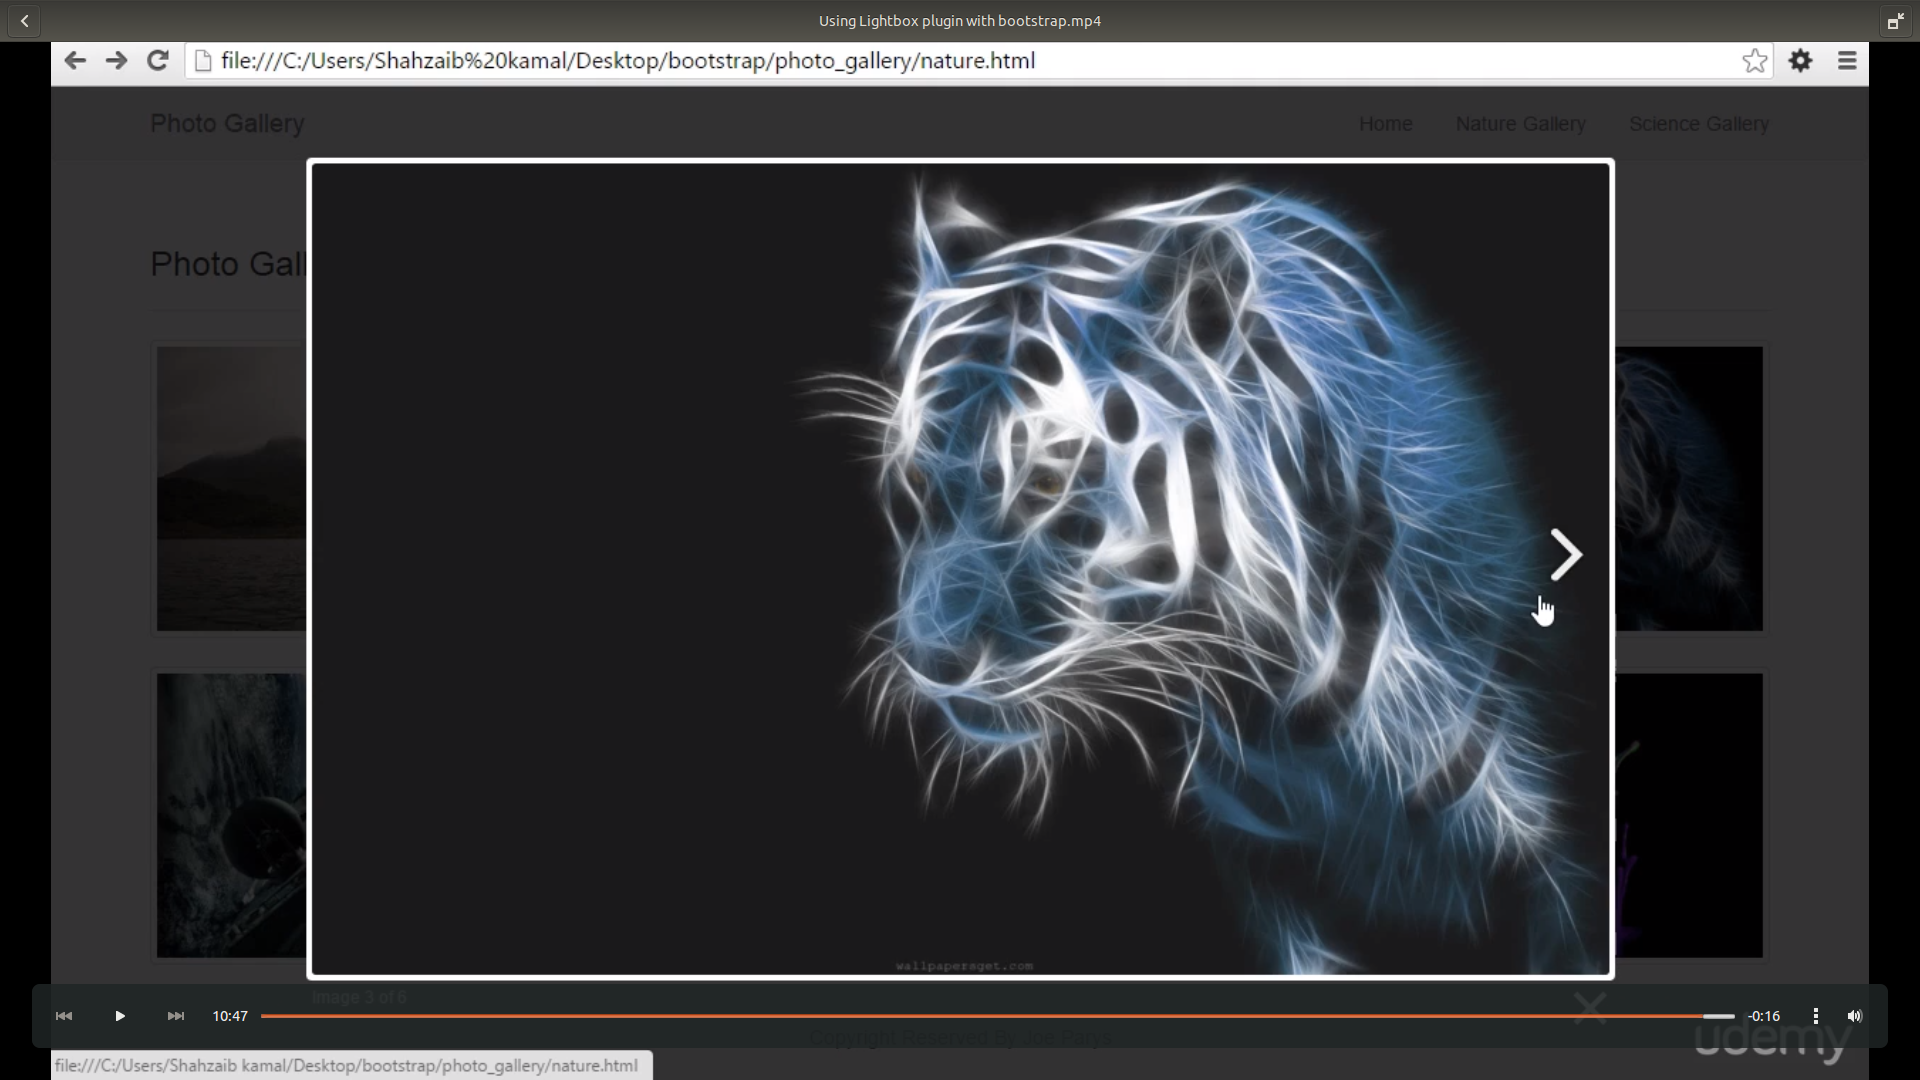 Using Lightbox plugin with bootstrap.mp4
file:///C:/Users/Shahzaib%20kamal/Desktop/bootstrap/photo_gallery/nature.html
Photo Gallery
Home Nature Gallery Science Gallery
Photo Gall
wallpapersget.com
Image 3 of 6
10:47 -0:16
Copyright Reserved By Joe Parys
udemy
file:///C:/Users/Shahzaib kamal/Desktop/bootstrap/photo_gallery/nature.html